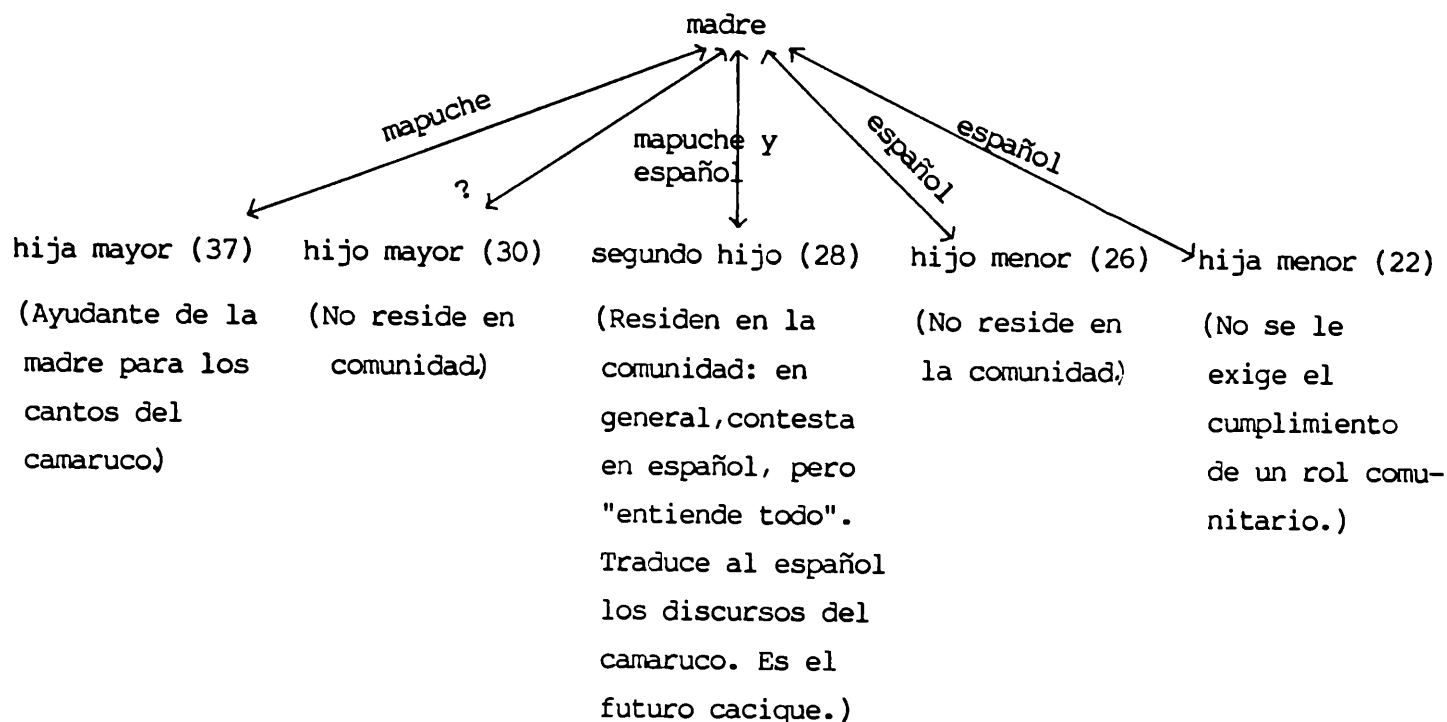 madre
mapuche
?
mapuche y
español
español
español
hija mayor (37)
(Ayudante de la
madre para los
cantos del
camaruco.)
hijo mayor (30)
(No reside en
comunidad.)
segundo hijo (28)
(Residen en la
comunidad: en
general,contesta
en español, pero
"entiende todo".
Traduce al español
los discursos del
camaruco. Es el
futuro cacique.)
hijo menor (26)
(No reside en
la comunidad.)
hija menor (22)
(No se le
exige el
cumplimiento
de un rol comu-
nitario.)